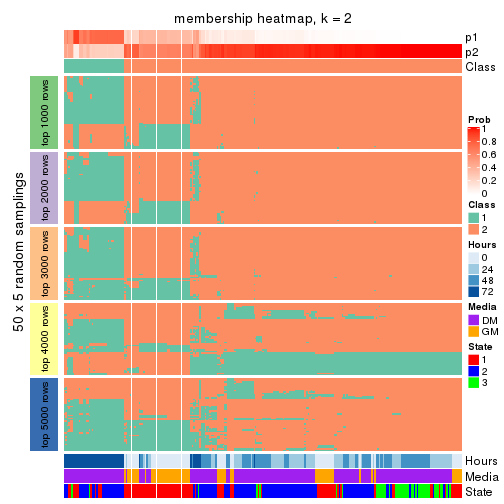 membership heatmap, k = 2
p1
p2
Class
50 x 5 random samplings
top 1000 rows
top 2000 rows
top 3000 rows
top 4000 rows
top 5000 rows
Hours
Media
State
Prob
1
0.8
0.6
0.4
0.2
0
Class
1
2
Hours
0
24
48
72
Media
DM
GM
State
1
2
3